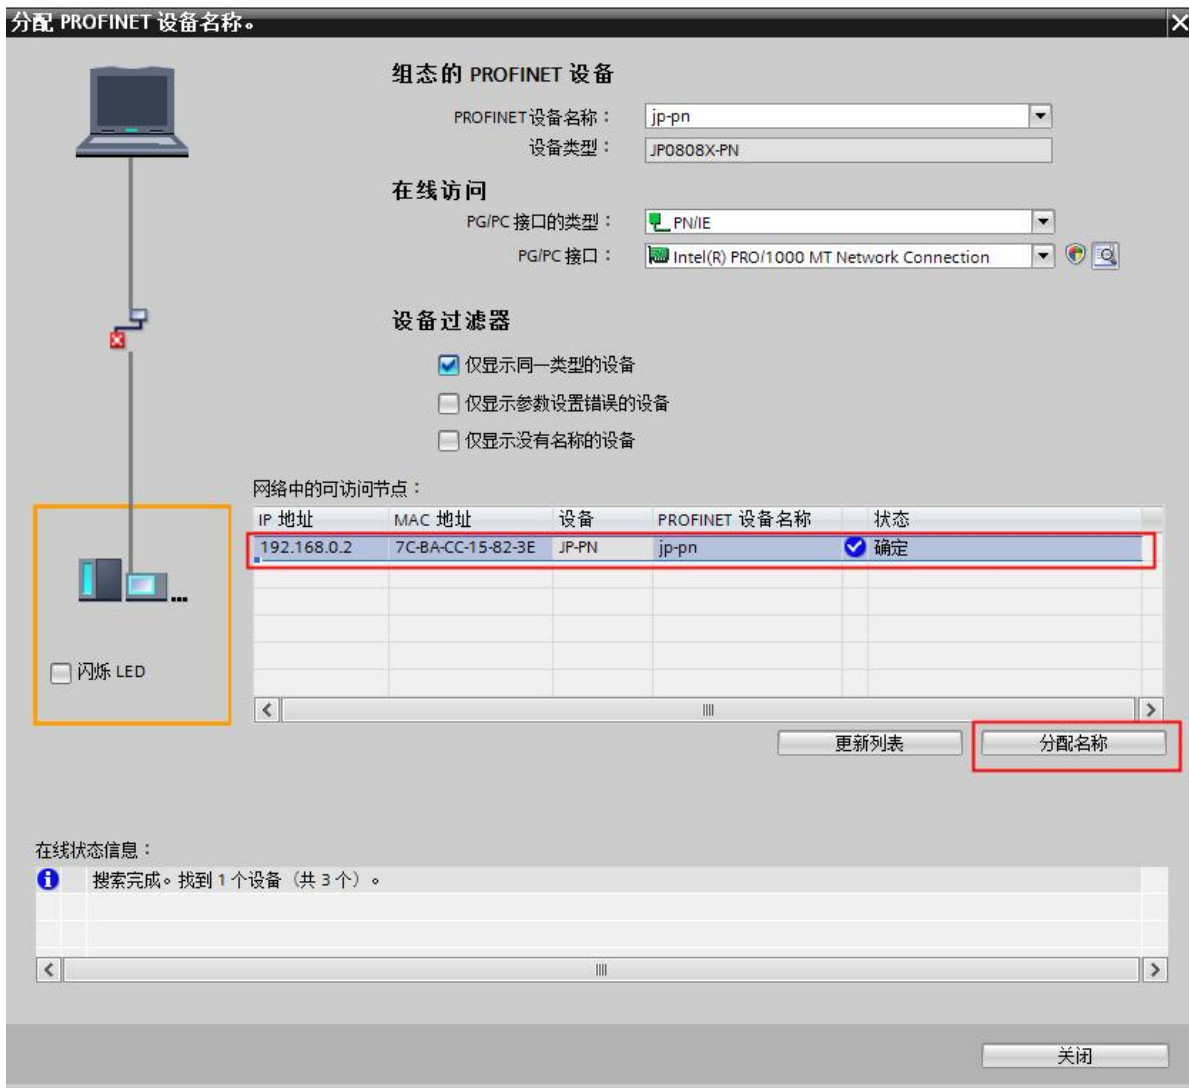 分配 PROFINET 设备名称。
组态的 PROFINET 设备
PROFINET设备名称： jp-pn
设备类型： JP0808X-PN
在线访问
PG/PC 接口的类型： PN/IE
PG/PC 接口： Intel(R) PRO/1000 MT Network Connection
设备过滤器
仅显示同一类型的设备
仅显示参数设置错误的设备
仅显示没有名称的设备
网络中的可访问节点：
IP 地址 MAC 地址 设备 PROFINET 设备名称 状态
192.168.0.2 7C-BA-CC-15-82-3E JP-PN jp-pn 确定
闪烁 LED
更新列表 分配名称
在线状态信息：
搜索完成。找到 1 个设备（共 3 个）。
关闭